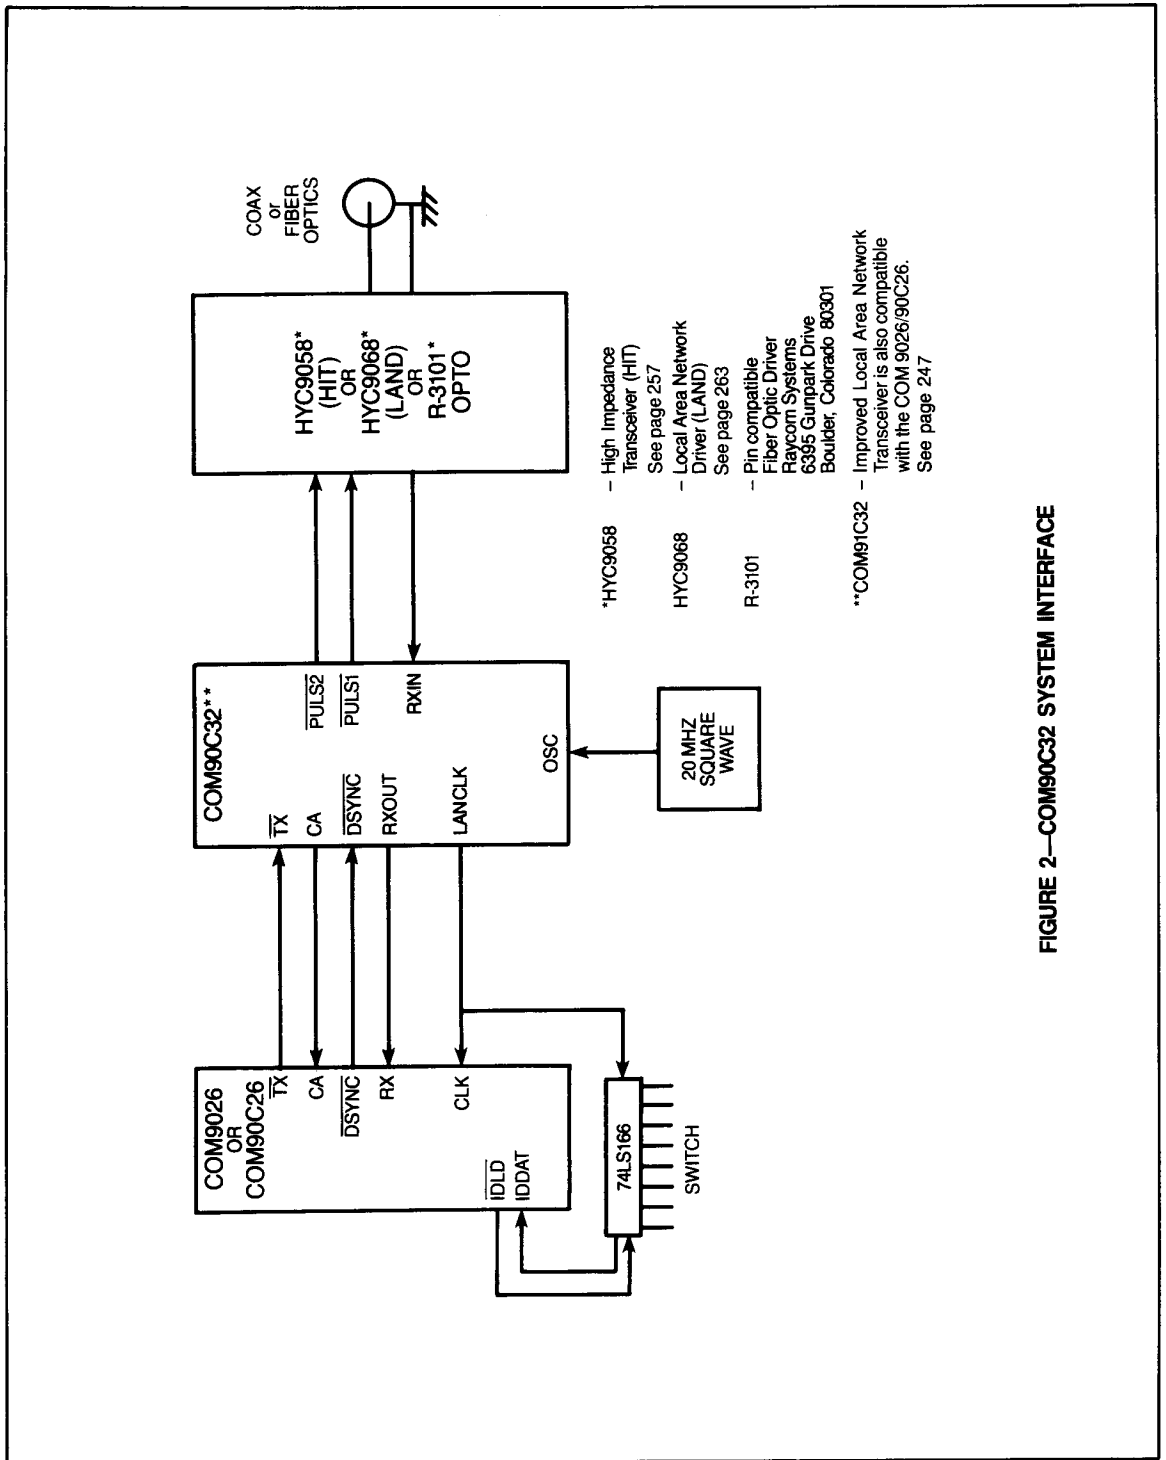 COM9026
OR
COM90C26
TX
CA
DSYNC
RX
CLK
IDLD
IDDAT
74LS166
SWITCH
COM90C32**
TX
CA
DSYNC
RXOUT
LANCLK
PULS2
PULS1
RXIN
OSC
20 MHZ
SQUARE
WAVE
HYC9058*
(HIT)
OR
HYC9068*
(LAND)
OR
R-3101*
OPTO
COAX
or
FIBER
OPTICS
*HYC9058 – High Impedance
Transceiver (HIT)
See page 257
HYC9068 – Local Area Network
Driver (LAND)
See page 263
R-3101 -- Pin compatible
Fiber Optic Driver
Raycom Systems
6395 Gunpark Drive
Boulder, Colorado 80301
**COM91C32 – Improved Local Area Network
Transceiver is also compatible
with the COM 9026/90C26.
See page 247
FIGURE 2—COM90C32 SYSTEM INTERFACE